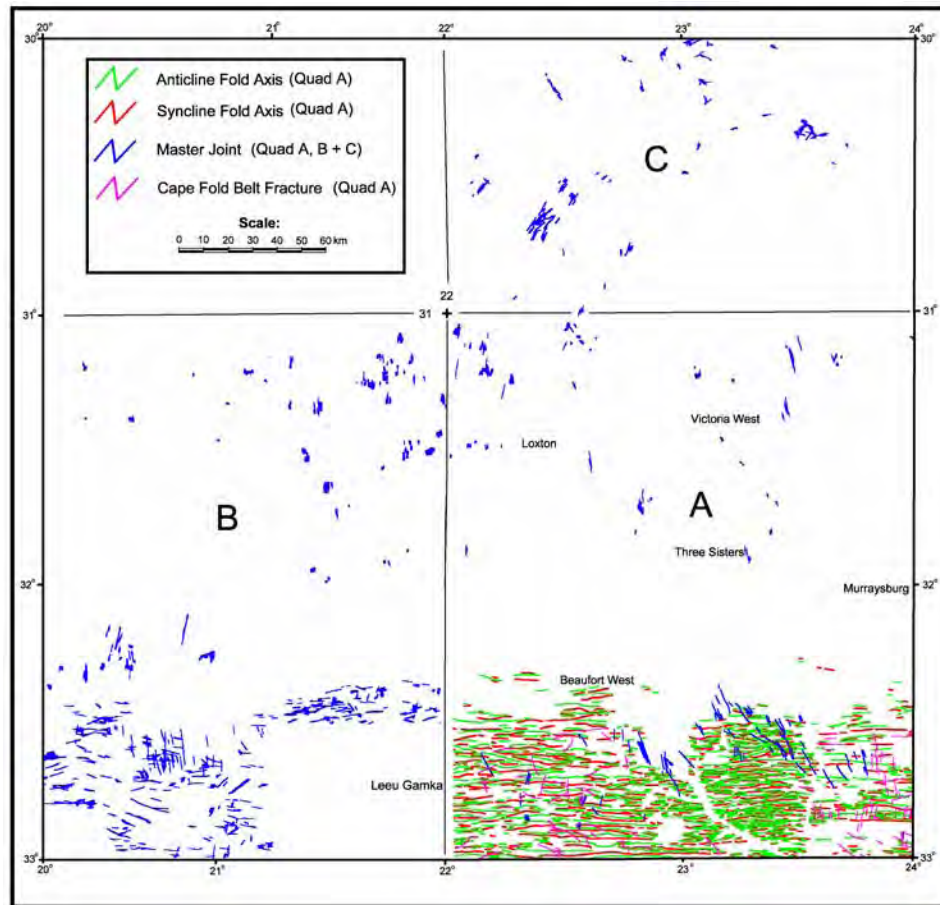 20° 21° 22° 23° 24°
30° 30°
Anticline Fold Axis (Quad A)
Syncline Fold Axis (Quad A)
Master Joint (Quad A, B + C)
Cape Fold Belt Fracture (Quad A)
Scale:
0 10 20 30 40 50 60 km
C
22
31° 31 31°
Victoria West
Loxton
B
A
Three Sisters
32° 32°
Murraysburg
Beaufort West
Leeu Gamka
33° 33°
20° 21° 22° 23° 24°